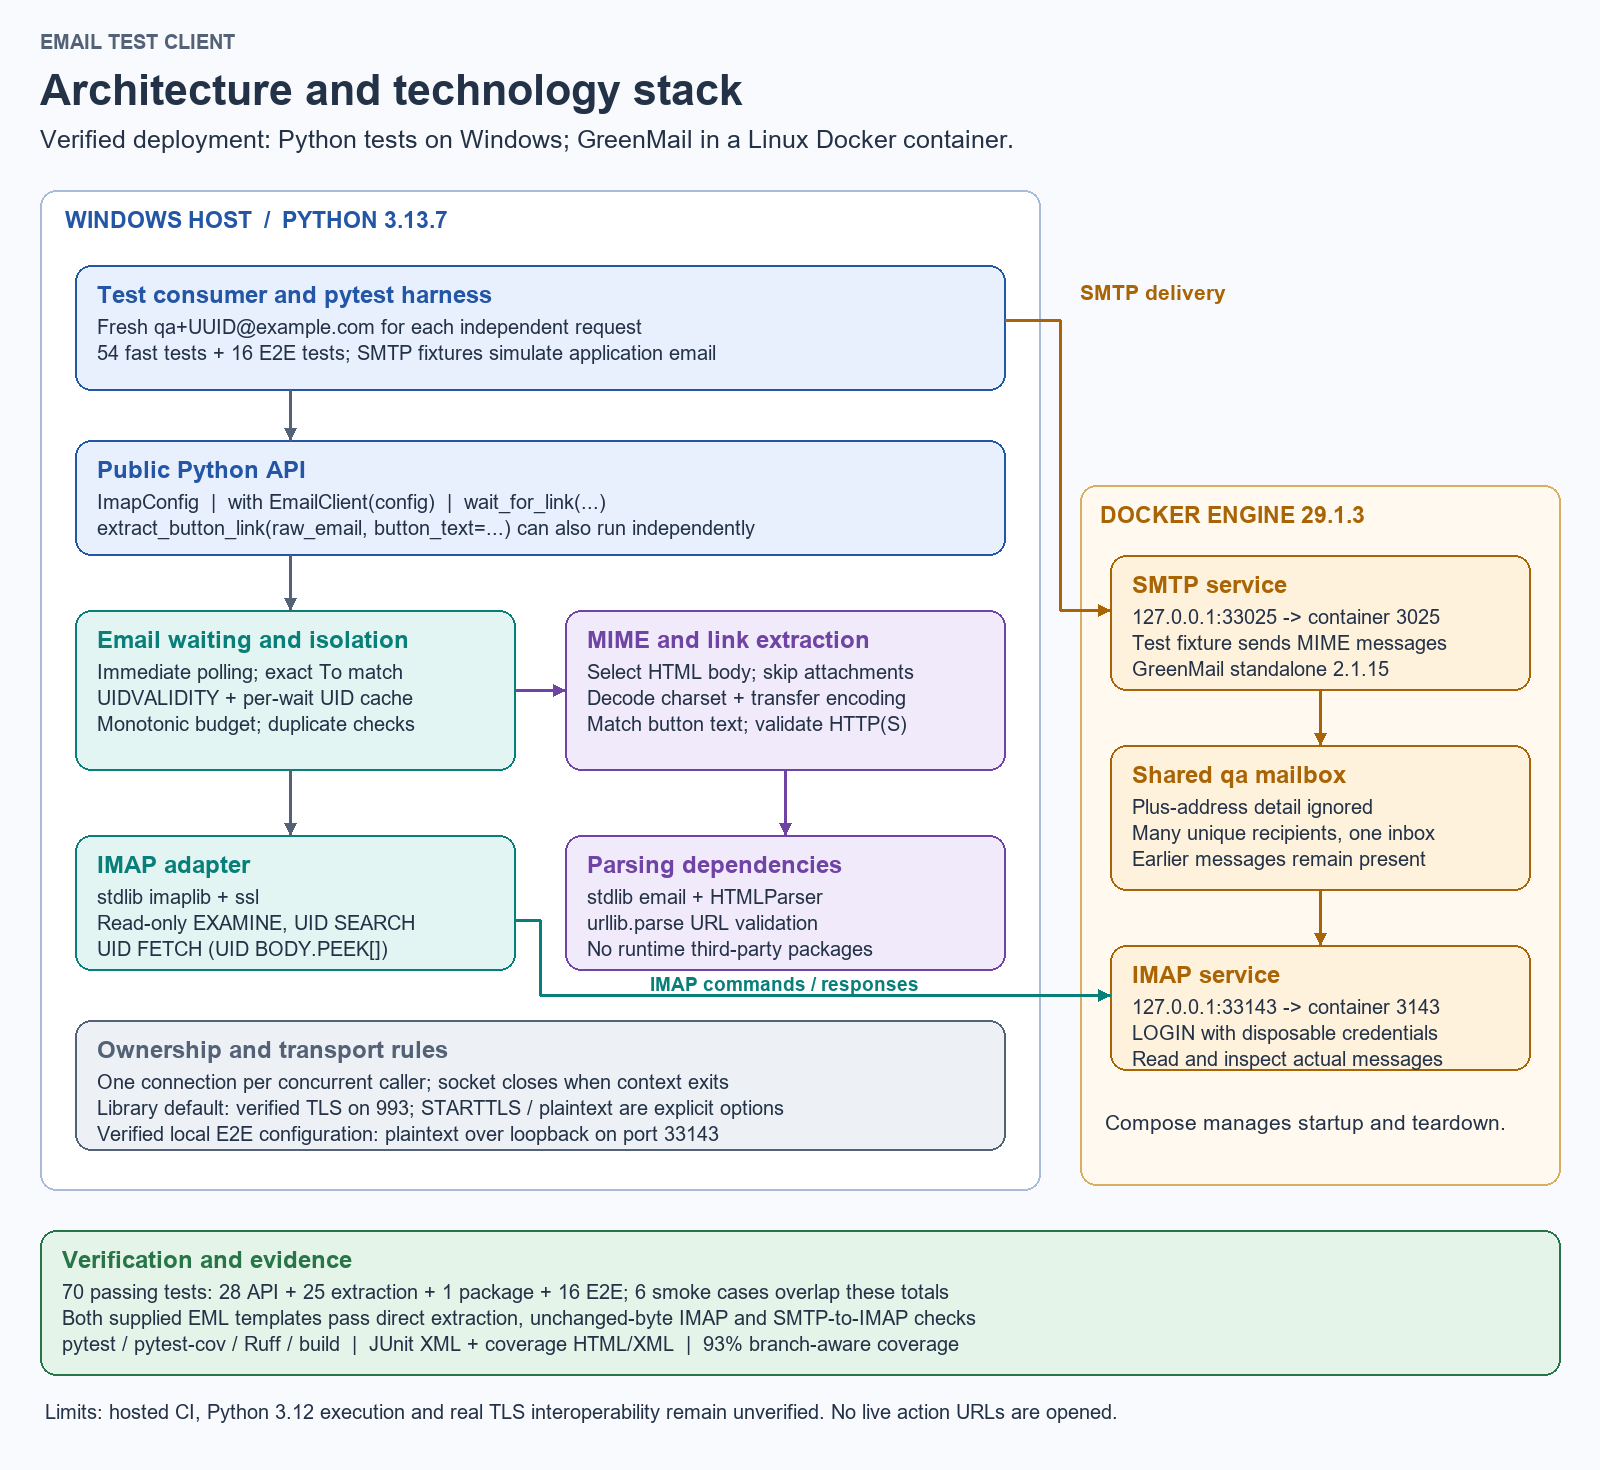 EMAIL TEST CLIENT
Architecture and technology stack
Verified deployment: Python tests on Windows; GreenMail in a Linux Docker container.
WINDOWS HOST / PYTHON 3.13.7
Test consumer and pytest harness
Fresh qa+UUID@example.com for each independent request
54 fast tests + 16 E2E tests; SMTP fixtures simulate application email
SMTP delivery
Public Python API
ImapConfig | with EmailClient(config) | wait_for_link(...)
extract_button_link(raw_email, button_text=...) can also run independently
Email waiting and isolation
Immediate polling; exact To match
UIDVALIDITY + per-wait UID cache
Monotonic budget; duplicate checks
MIME and link extraction
Select HTML body; skip attachments
Decode charset + transfer encoding
Match button text; validate HTTP(S)
IMAP adapter
stdlib imaplib + ssl
Read-only EXAMINE, UID SEARCH
UID FETCH (UID BODY.PEEK[])
Parsing dependencies
stdlib email + HTMLParser
urllib.parse URL validation
No runtime third-party packages
IMAP commands / responses
Ownership and transport rules
One connection per concurrent caller; socket closes when context exits
Library default: verified TLS on 993; STARTTLS / plaintext are explicit options
Verified local E2E configuration: plaintext over loopback on port 33143
DOCKER ENGINE 29.1.3
SMTP service
127.0.0.1:33025 -> container 3025
Test fixture sends MIME messages
GreenMail standalone 2.1.15
Shared qa mailbox
Plus-address detail ignored
Many unique recipients, one inbox
Earlier messages remain present
IMAP service
127.0.0.1:33143 -> container 3143
LOGIN with disposable credentials
Read and inspect actual messages
Compose manages startup and teardown.
Verification and evidence
70 passing tests: 28 API + 25 extraction + 1 package + 16 E2E; 6 smoke cases overlap these totals
Both supplied EML templates pass direct extraction, unchanged-byte IMAP and SMTP-to-IMAP checks
pytest / pytest-cov / Ruff / build | JUnit XML + coverage HTML/XML | 93% branch-aware coverage
Limits: hosted CI, Python 3.12 execution and real TLS interoperability remain unverified. No live action URLs are opened.